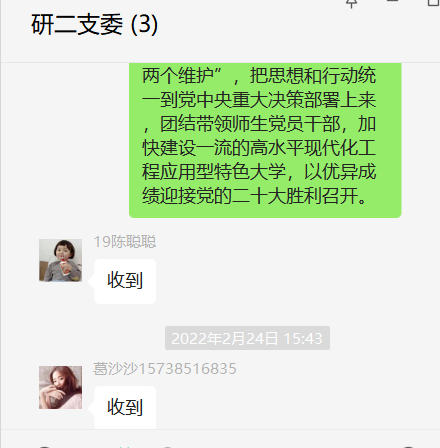 研二支委 (3)
两个维护”，把思想和行动统
一到党中央重大决策部署上来
，团结带领师生党员干部，加
快建设一流的高水平现代化工
程应用型特色大学，以优异成
绩迎接党的二十大胜利召开。
19陈聪聪
收到
2022年2月24日 15:43
葛沙沙15738516835
收到